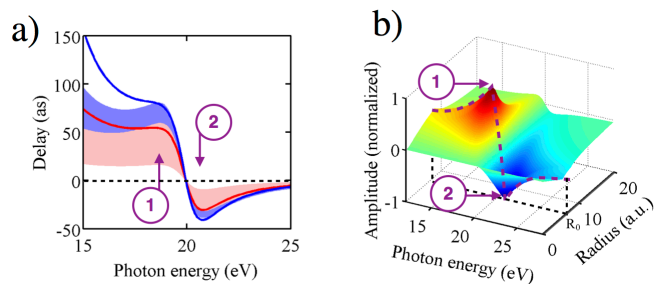 a)
150
100
50
0
-50
Delay (as)
15
20
25
Photon energy (eV)
1
2
b)
Amplitude (normalized)
1
0
-1
15
20
25
Photon energy (eV)
0
R₀
10
20
Radius (a.u.)
1
2